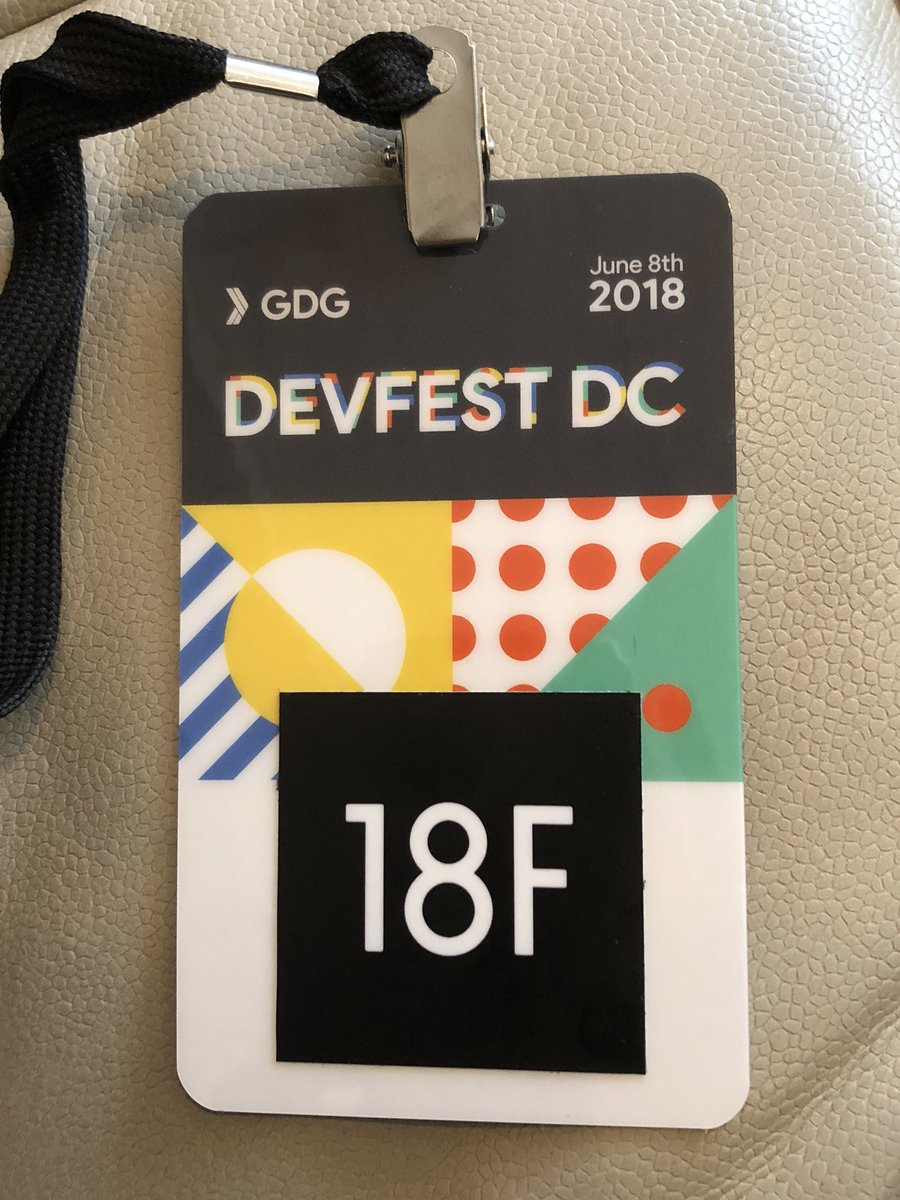 GDG
June 8th
2018
DEVFEST DC
18F